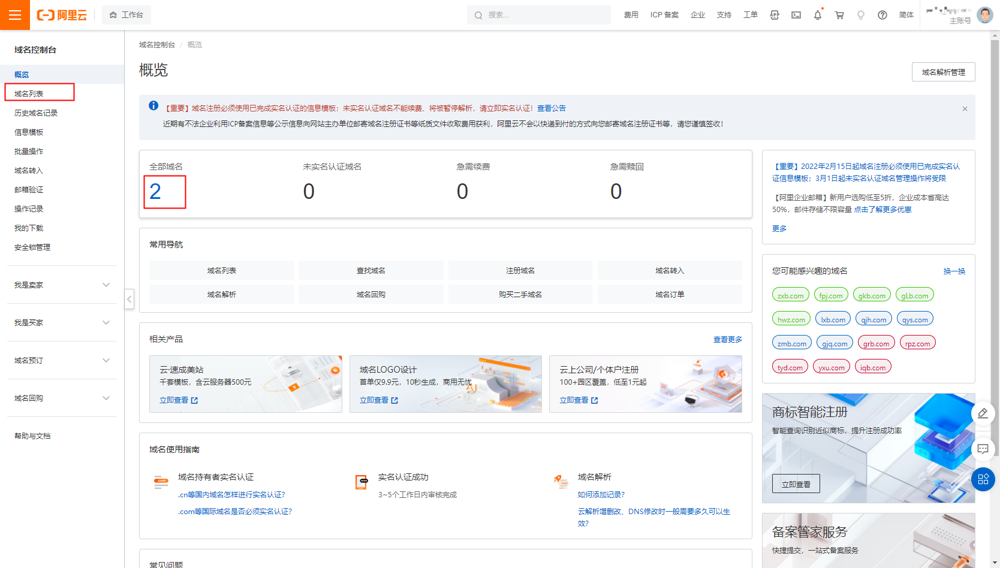 阿里云
工作台
搜索...
费用
ICP 备案
企业
支持
工单
简体
主账号
域名控制台
概览
域名列表
历史域名记录
信息模板
批量操作
域名转入
邮箱验证
操作记录
我的下载
安全锁管理
我是卖家
我是买家
域名预订
域名回购
帮助与文档
域名控制台 / 概览
概览
域名解析管理
【重要】域名注册必须使用已完成实名认证的信息模板；未实名认证域名不能续费、将被暂停解析，请立即实名认证！查看公告
近期有不法企业利用ICP备案信息等公示信息向网站主办单位邮寄域名注册证书等纸质文件收取费用获利，阿里云不会以快递到付的方式向您邮寄域名注册证书等，请您谨慎签收！
全部域名
2
未实名认证域名
0
急需续费
0
急需赎回
0
常用导航
域名列表
查找域名
注册域名
域名转入
域名解析
域名回购
购买二手域名
域名订单
相关产品
查看更多
云·速成美站
千套模板，含云服务器500元
立即查看
域名LOGO设计
首单仅9.9元，10秒生成，商用无忧
立即查看
AI
云上公司/个体户注册
100+园区覆盖，低至1元起
立即查看
域名使用指南
.com
域名持有者实名认证
.cn等国内域名怎样进行实名认证?
.com等国际域名是否必须实名认证?
实名认证成功
3~5个工作日内审核完成
域名解析
如何添加记录?
云解析增删改、DNS修改时一般需要多久可以生
效?
常见问题
【重要】2022年2月15日起域名注册必须使用已完成实名认
证信息模板；3月1日起未实名认证域名管理操作将受限
【阿里企业邮箱】新用户选购低至5折，企业成本省高达
50%，邮件存储不限容量 点击了解更多优惠
更多
您可能感兴趣的域名
换一换
zxb.com
fpj.com
gkb.com
gLb.com
hwz.com
lxb.com
qjh.com
qys.com
zmb.com
gjq.com
grb.com
rpz.com
tyd.com
yxu.com
iqb.com
商标智能注册
智能查询识别近似商标，提升注册成功率
立即查看
备案管家服务
快捷提交，一站式备案服务